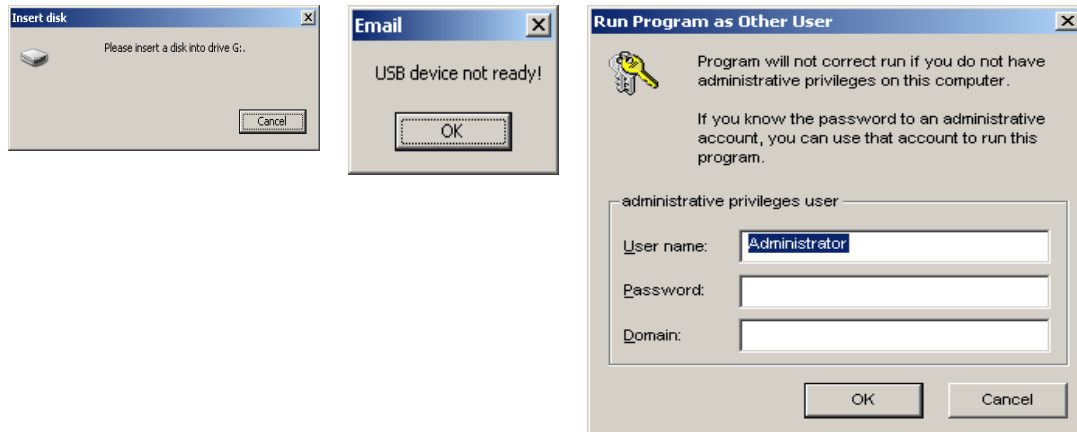 Insert disk
Please insert a disk into drive G:.
Cancel
Email
USB device not ready!
OK
Run Program as Other User
Program will not correct run if you do not have
administrative privileges on this computer.
If you know the password to an administrative
account, you can use that account to run this
program.
administrative privileges user
User name:
Administrator
Password:
Domain:
OK
Cancel